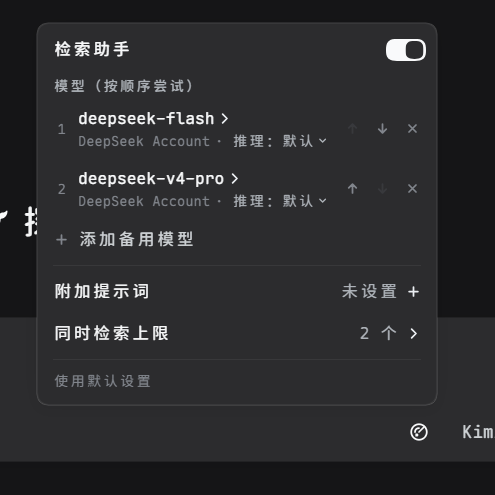 检索助手
模型（按顺序尝试）
1 deepseek-flash >
DeepSeek Account · 推理：默认
2 deepseek-v4-pro >
DeepSeek Account · 推理：默认
+ 添加备用模型
附加提示词 未设置 +
同时检索上限 2 个 >
使用默认设置
Kim